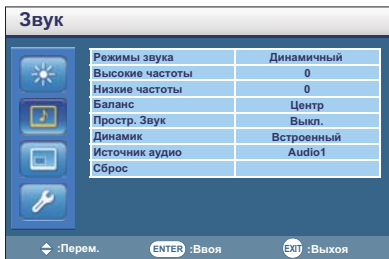 Звук
Режимы звука Динамичный
Высокие частоты 0
Низкие частоты 0
Баланс Центр
Простр. Звук Выкл.
Динамик Встроенный
Источник аудио Audio1
Сброс
:Перем. ENTER :Ввоя EXIT :Выхоя